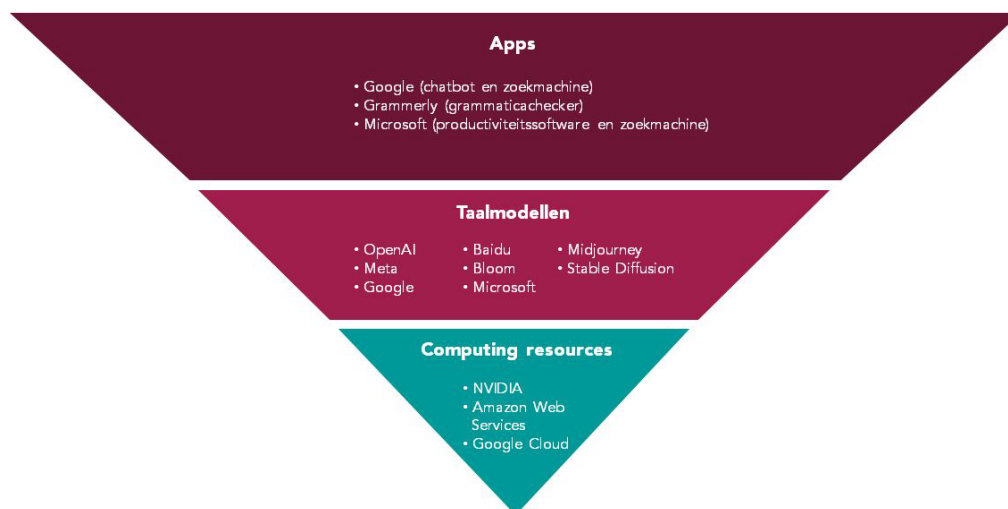 Apps
• Google (chatbot en zoekmachine)
• Grammerly (grammaticachecker)
• Microsoft (productiviteitssoftware en zoekmachine)
Taalmodellen
• OpenAI
• Meta
• Google
• Baidu
• Bloom
• Microsoft
• Midjourney
• Stable Diffusion
Computing resources
• NVIDIA
• Amazon Web
Services
• Google Cloud